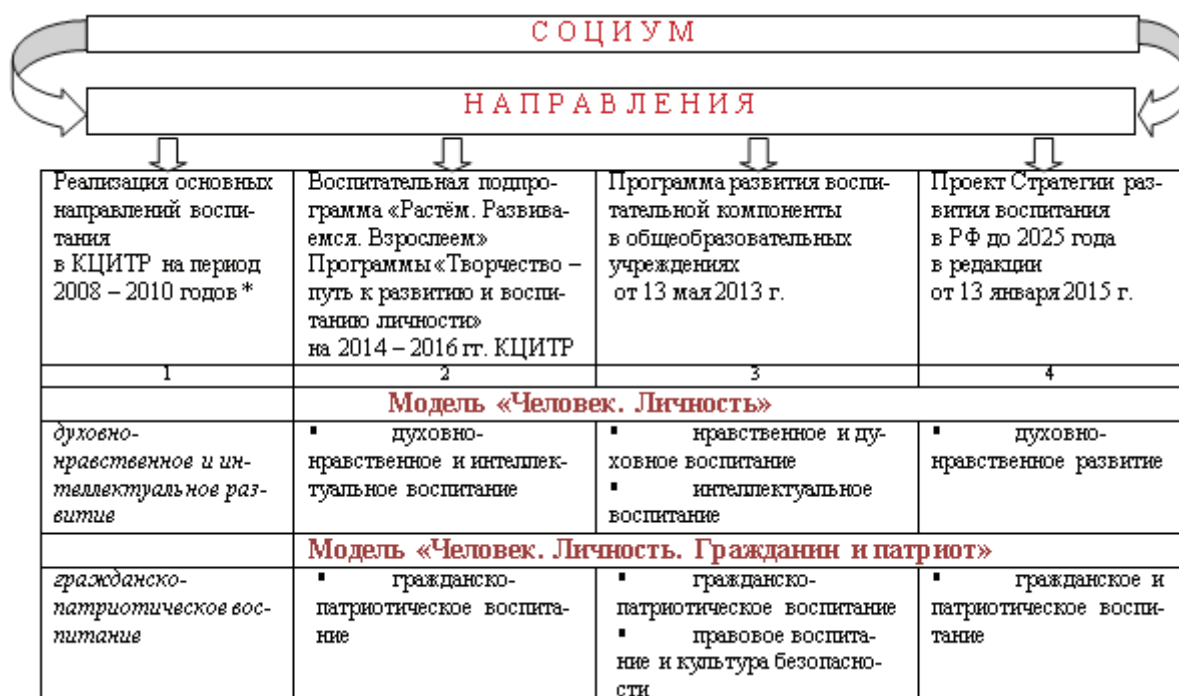 СОЦИУМ
НАПРАВЛЕНИЯ
Реализация основных
направлений воспи-
тания
в КЦИТР на период
2008 – 2010 годов *
Воспитательная подпро-
грамма «Растём. Развива-
емся. Взрослеем»
Программы «Творчество –
путь к развитию и воспи-
танию личности»
на 2014 – 2016 гг. КЦИТР
Программа развития воспи-
тательной компоненты
в общеобразовательных
учреждениях
от 13 мая 2013 г.
Проект Стратегии раз-
вития воспитания
в РФ до 2025 года
в редакции
от 13 января 2015 г.
1
2
3
4
Модель «Человек. Личность»
духовно-
нравственное и ин-
теллектуальное раз-
витие
▪ духовно-
нравственное и интеллек-
туальное воспитание
▪ нравственное и ду-
ховное воспитание
▪ интеллектуальное
воспитание
▪ духовно-
нравственное развитие
Модель «Человек. Личность. Гражданин и патриот»
гражданско-
патриотическое вос-
питание
▪ гражданско-
патриотическое воспита-
ние
▪ гражданско-
патриотическое воспитание
▪ правовое воспита-
ние и культура безопасно-
сти
▪ гражданское и
патриотическое воспи-
тание